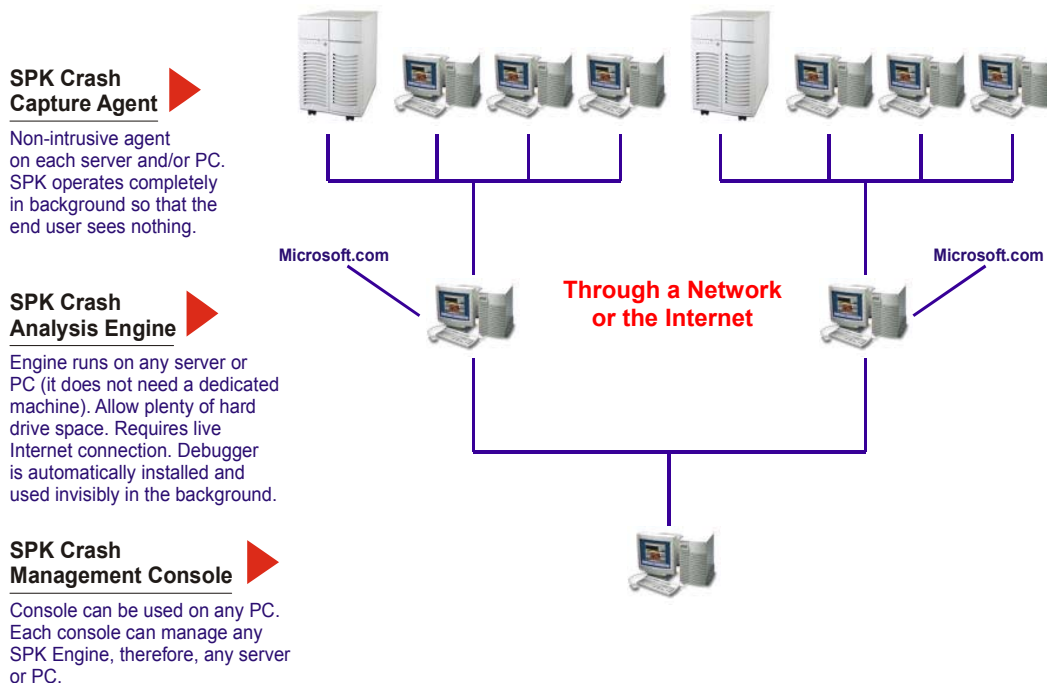 SPK Crash
Capture Agent
Non-intrusive agent
on each server and/or PC.
SPK operates completely
in background so that the
end user sees nothing.
Microsoft.com
Microsoft.com
Through a Network
or the Internet
SPK Crash
Analysis Engine
Engine runs on any server or
PC (it does not need a dedicated
machine). Allow plenty of hard
drive space. Requires live
Internet connection. Debugger
is automatically installed and
used invisibly in the background.
SPK Crash
Management Console
Console can be used on any PC.
Each console can manage any
SPK Engine, therefore, any server
or PC.